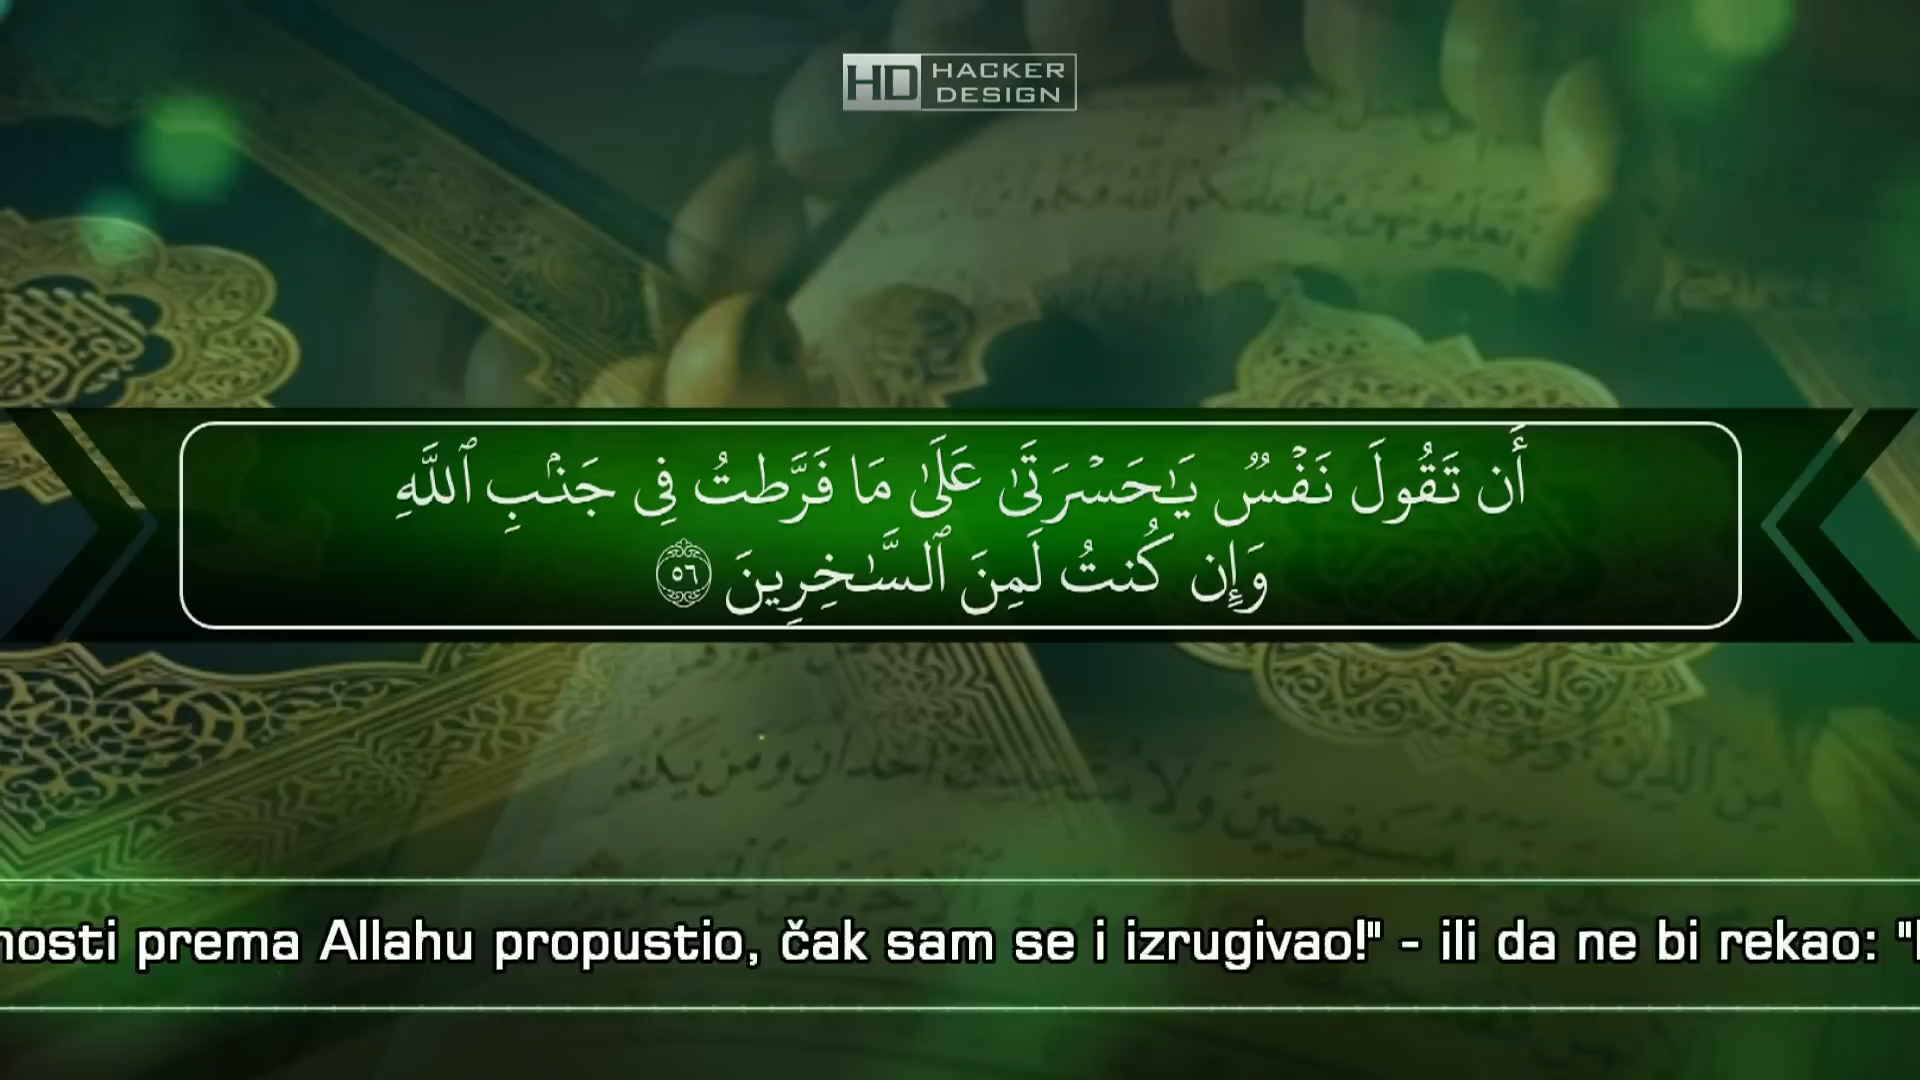 HD HACKER
DESIGN
أَن تَقُولَ نَفْسٌ يَـٰحَسْرَتَىٰ عَلَىٰ مَا فَرَّطتُ فِى جَنۢبِ ٱللَّهِ
وَإِن كُنتُ لَمِنَ ٱلسَّـٰخِرِينَ ٥٦
nosti prema Allahu propustio, čak sam se i izrugivao!" - ili da ne bi rekao: "